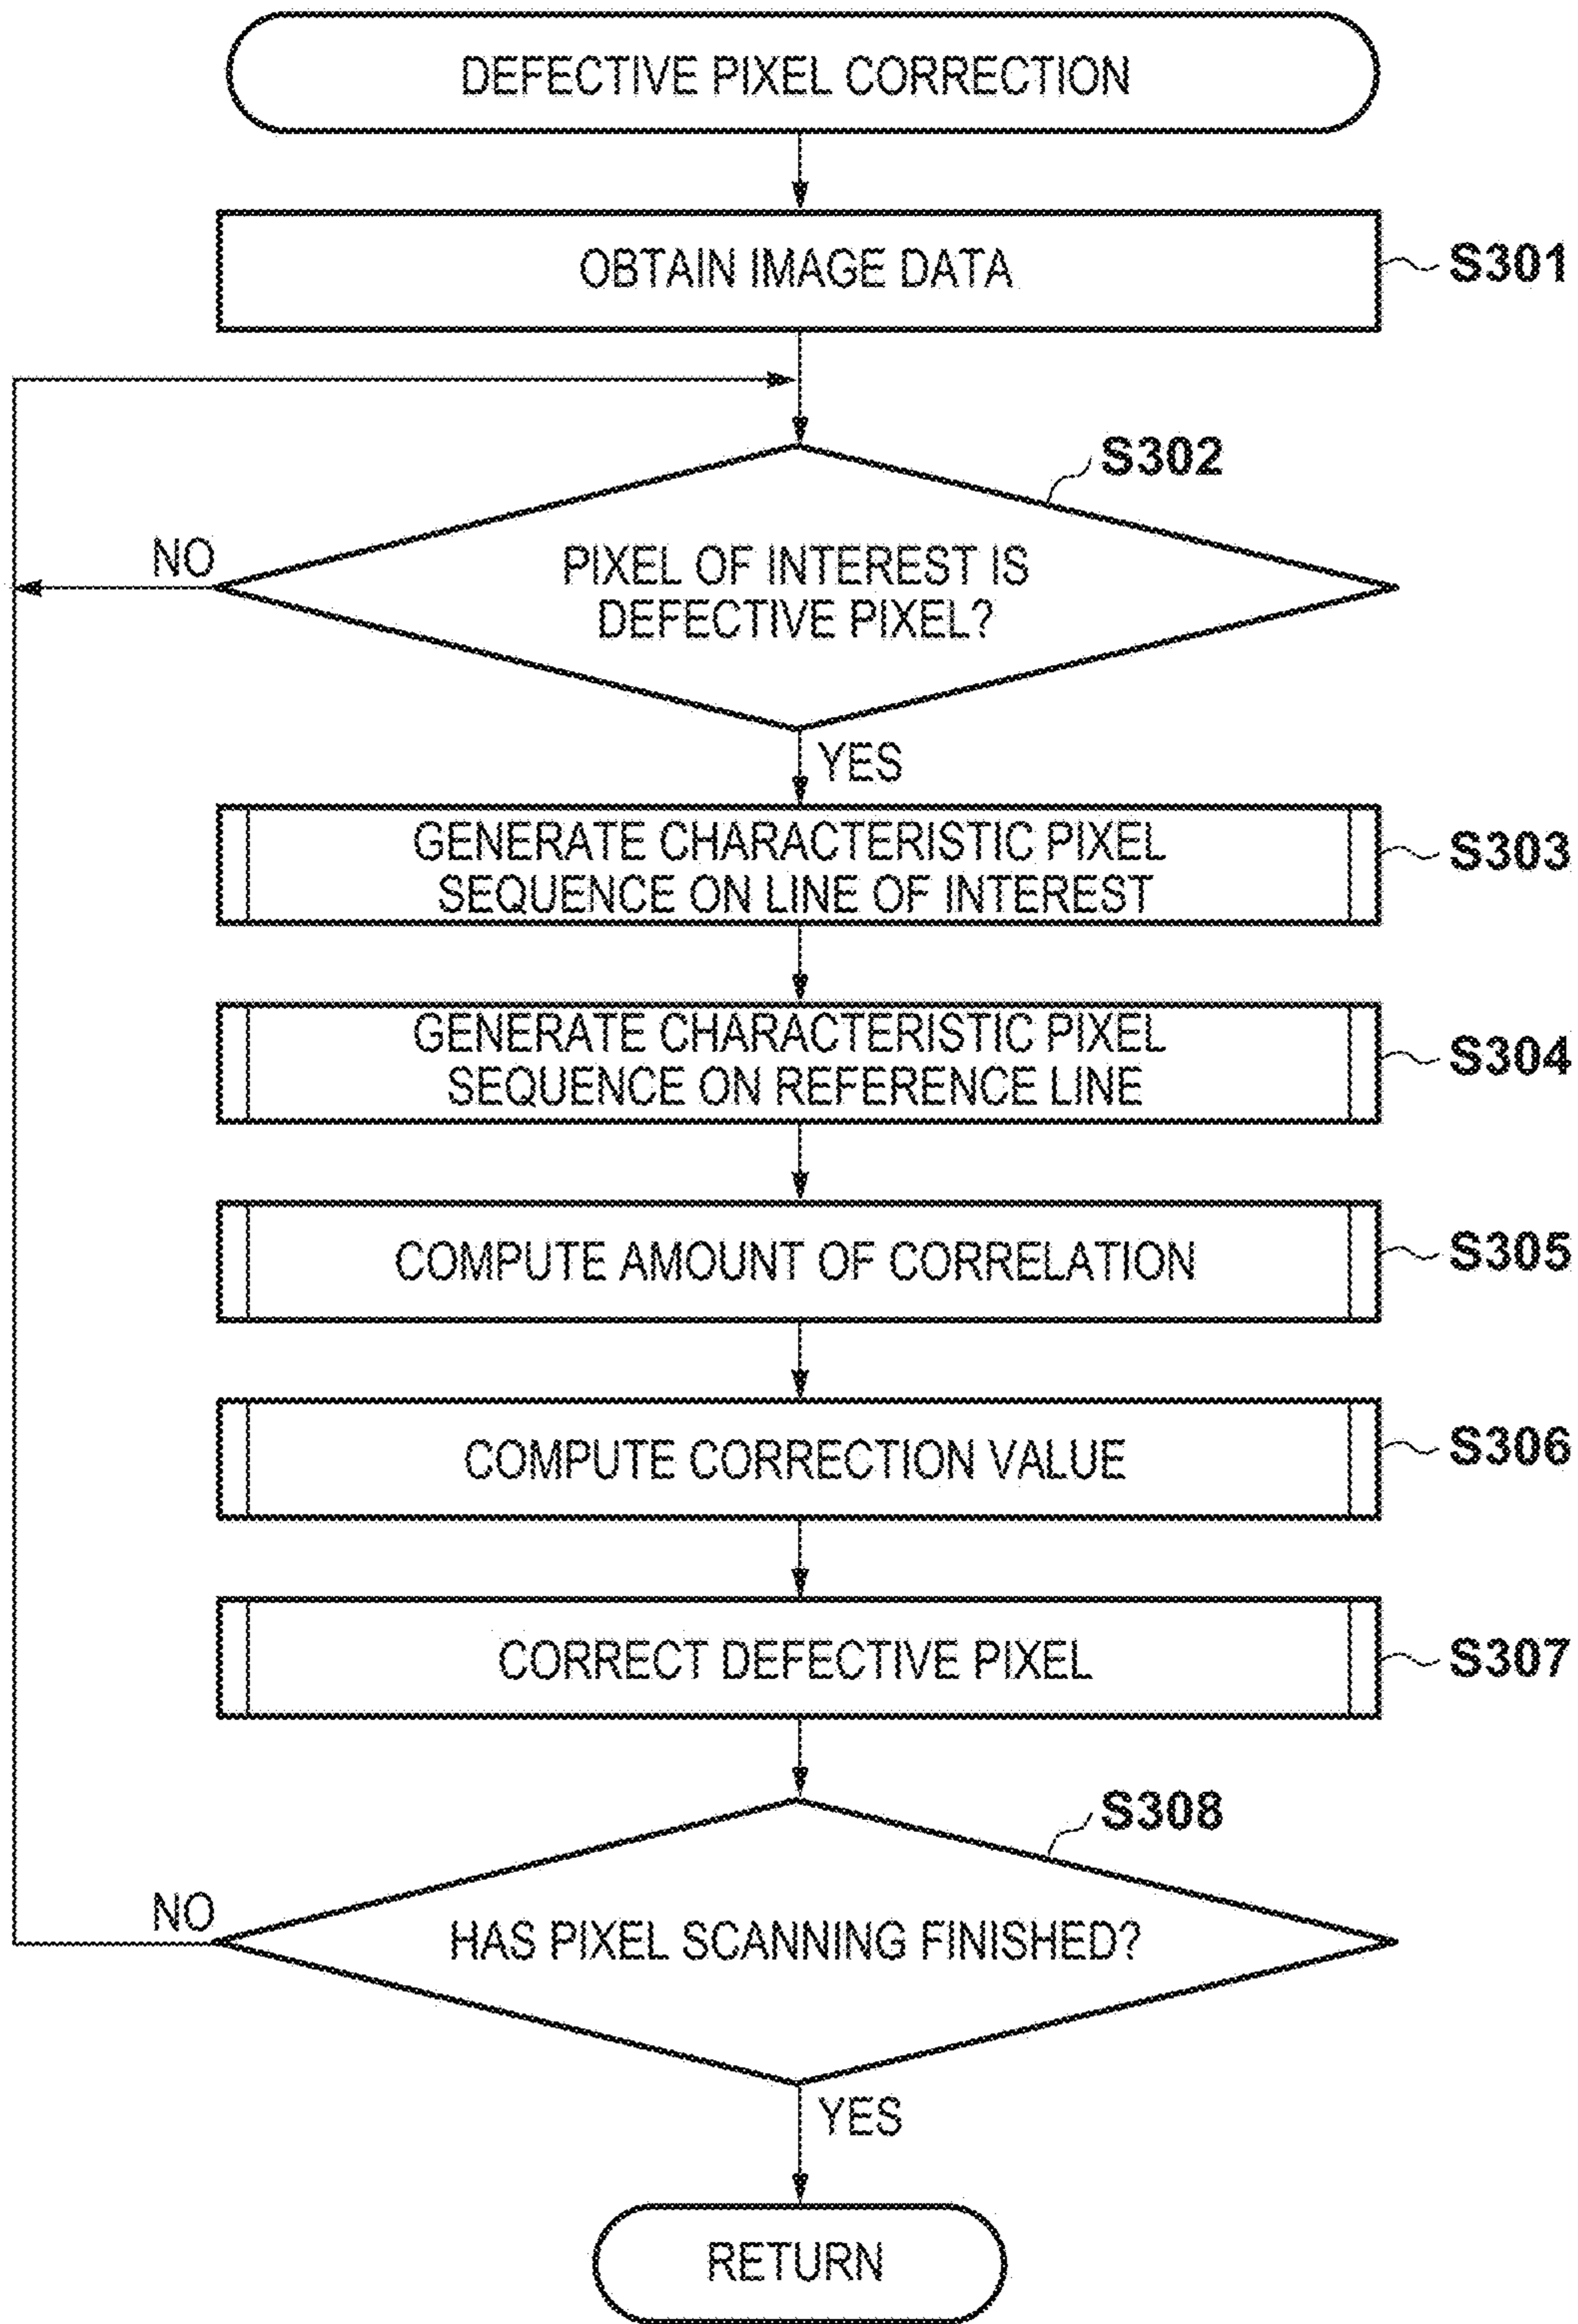 DEFECTIVE PIXEL CORRECTION
OBTAIN IMAGE DATA
S301
S302
NO
PIXEL OF INTEREST IS
DEFECTIVE PIXEL?
YES
GENERATE CHARACTERISTIC PIXEL
SEQUENCE ON LINE OF INTEREST
S303
GENERATE CHARACTERISTIC PIXEL
SEQUENCE ON REFERENCE LINE
S304
COMPUTE AMOUNT OF CORRELATION
S305
COMPUTE CORRECTION VALUE
S306
CORRECT DEFECTIVE PIXEL
S307
S308
NO
HAS PIXEL SCANNING FINISHED?
YES
RETURN